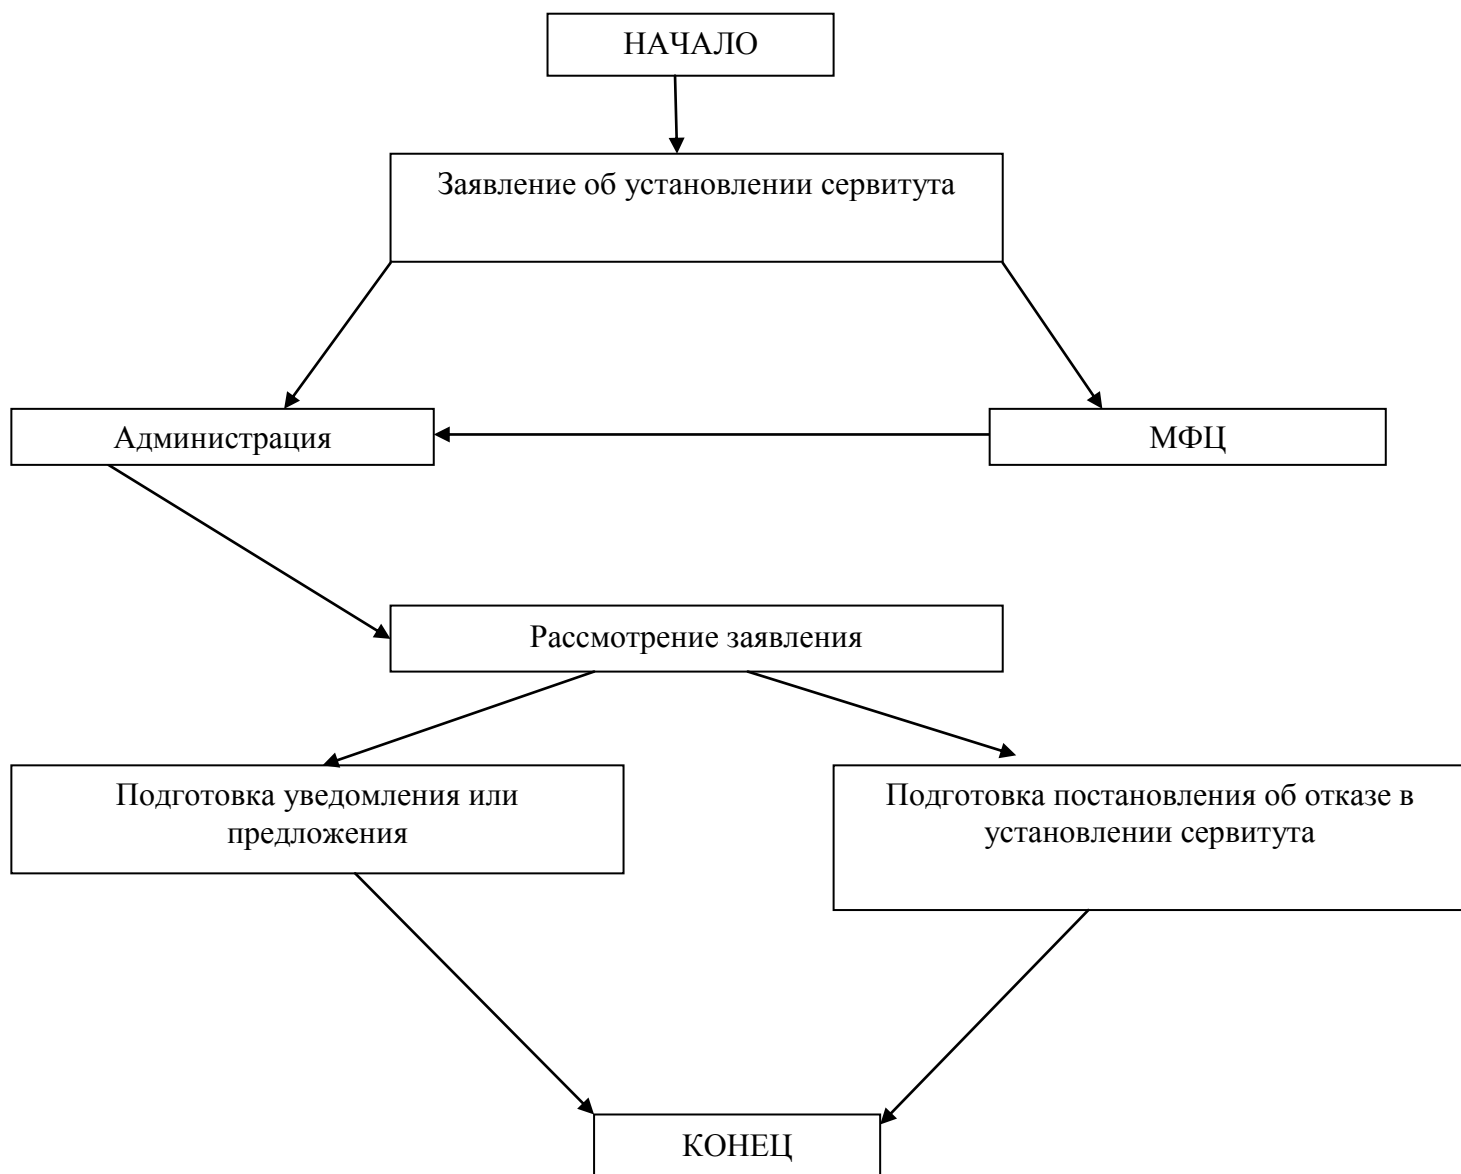 НАЧАЛО
Заявление об установлении сервитута
Администрация
МФЦ
Рассмотрение заявления
Подготовка уведомления или
предложения
Подготовка постановления об отказе в
установлении сервитута
КОНЕЦ